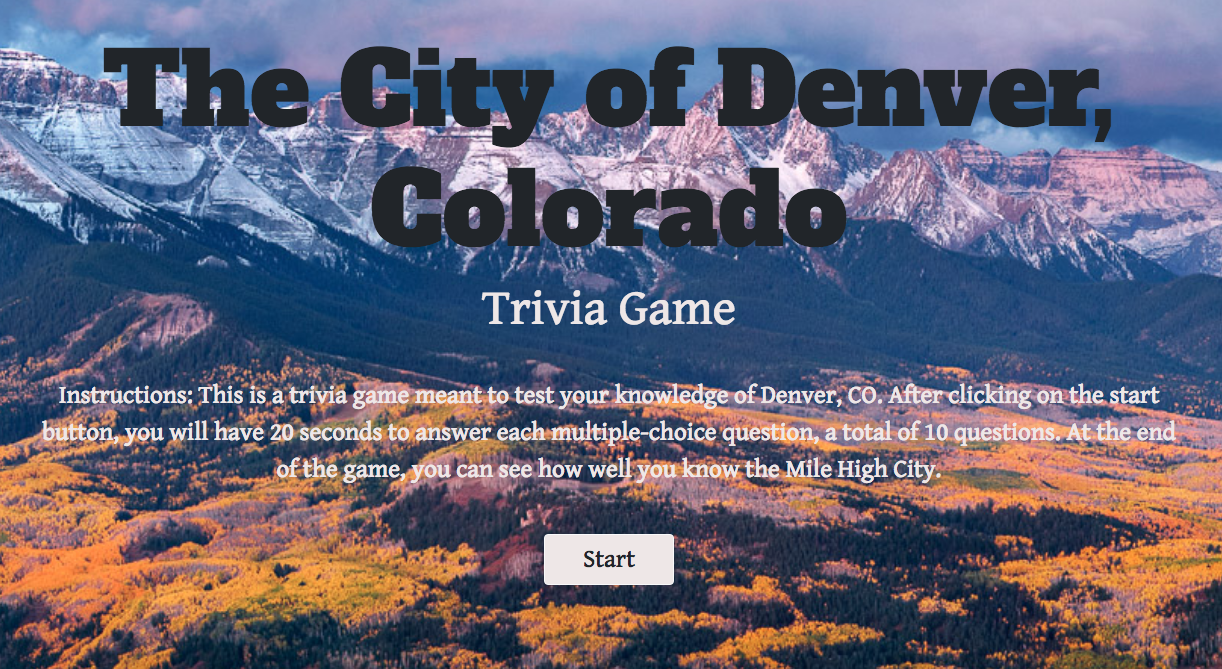 The City of Denver,
Colorado
Trivia Game
Instructions: This is a trivia game meant to test your knowledge of Denver, CO. After clicking on the start
button, you will have 20 seconds to answer each multiple-choice question, a total of 10 questions. At the end
of the game, you can see how well you know the Mile High City.
Start